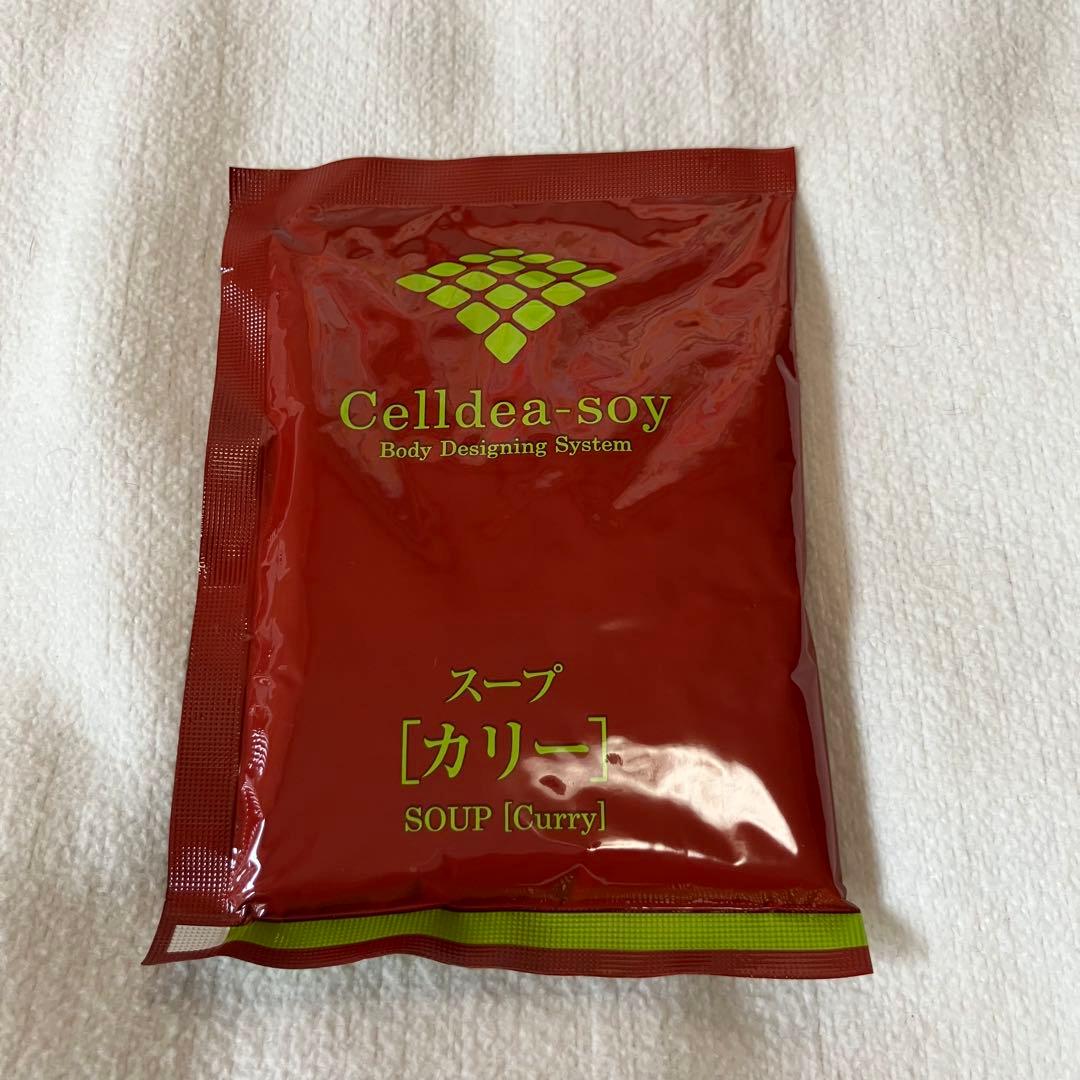 Celldea-soy
Body Designing System
スープ
[カリー]
SOUP [Curry]